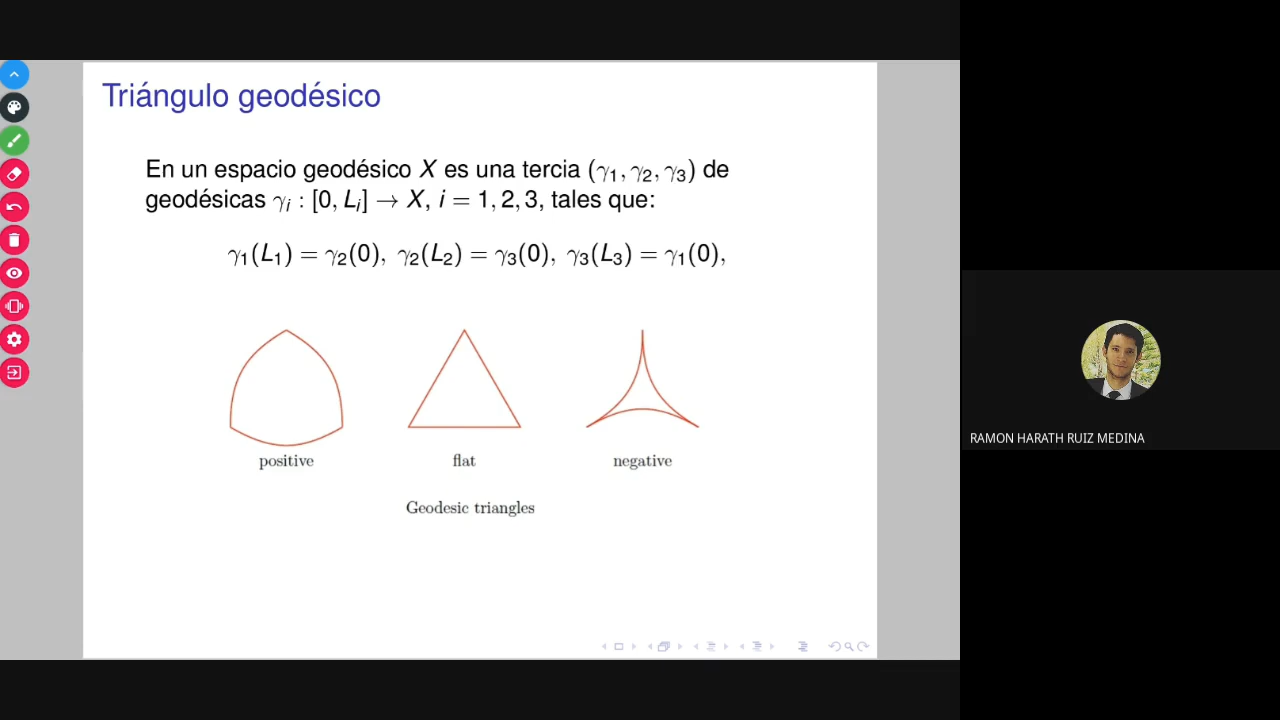 Triángulo geodésico
En un espacio geodésico X es una tercia (γ₁, γ₂, γ₃) de
geodésicas γᵢ : [0, Lᵢ] → X, i = 1, 2, 3, tales que:
γ₁(L₁) = γ₂(0), γ₂(L₂) = γ₃(0), γ₃(L₃) = γ₁(0),
positive flat negative
Geodesic triangles
RAMON HARATH RUIZ MEDINA